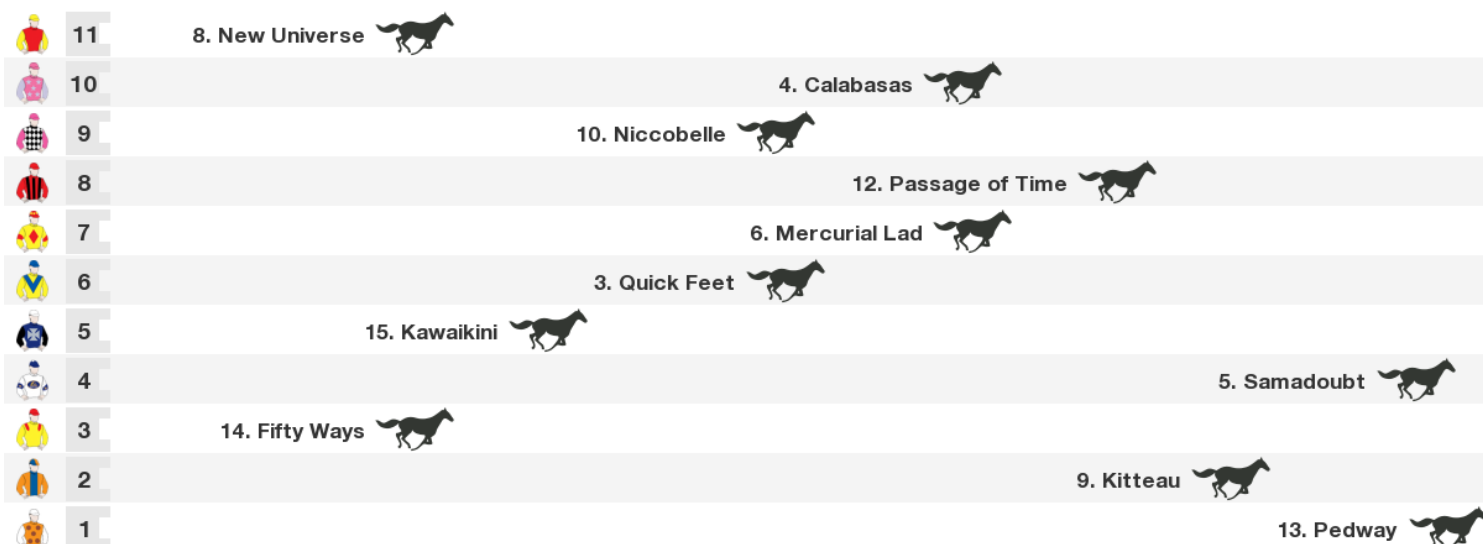 11 8. New Universe
10 4. Calabasas
9 10. Niccobelle
8 12. Passage of Time
7 6. Mercurial Lad
6 3. Quick Feet
5 15. Kawaikini
4 5. Samadoubt
3 14. Fifty Ways
2 9. Kitteau
1 13. Pedway